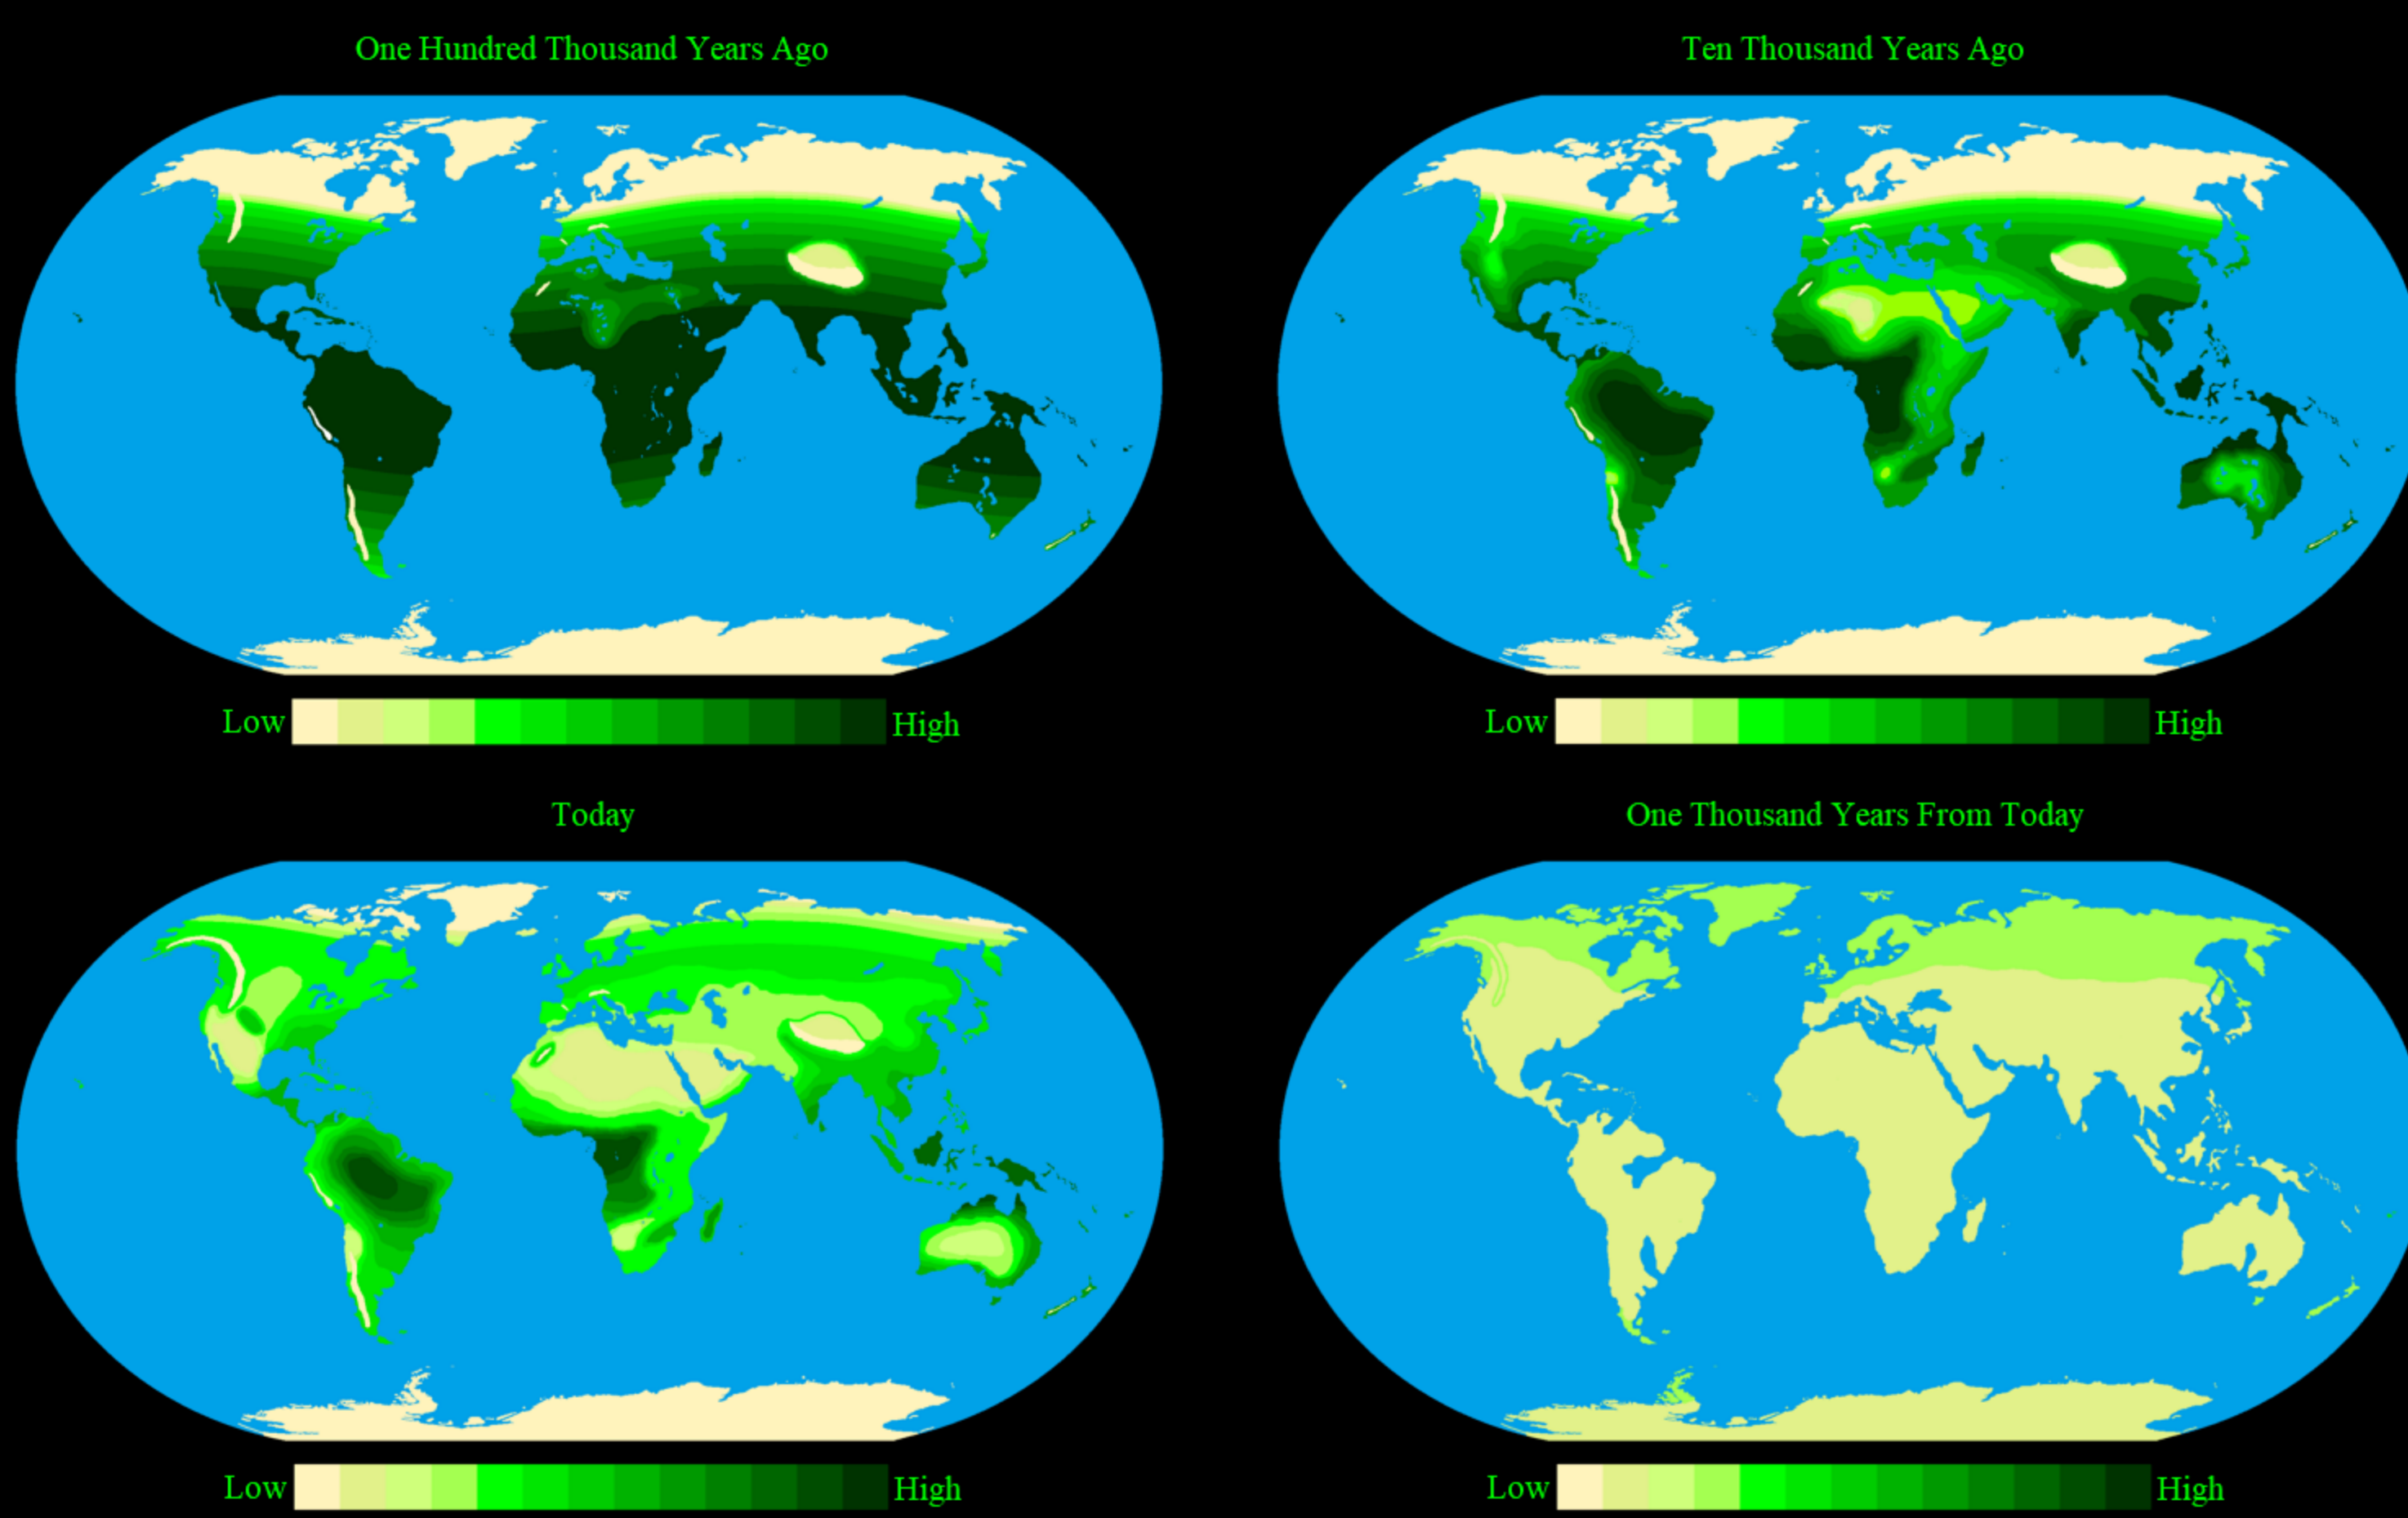 One Hundred Thousand Years Ago
Ten Thousand Years Ago
Low High
Low High
Today
One Thousand Years From Today
Low High
Low High